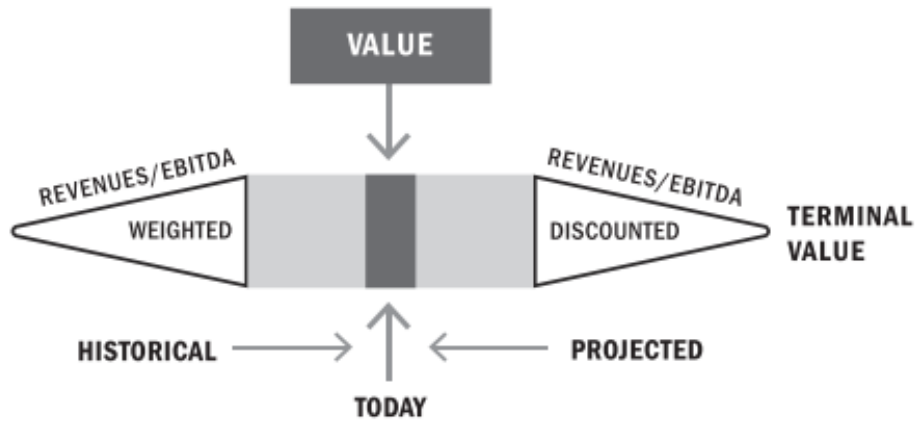 VALUE
REVENUES/EBITDA
REVENUES/EBITDA
WEIGHTED
DISCOUNTED
TERMINAL
VALUE
HISTORICAL
PROJECTED
TODAY